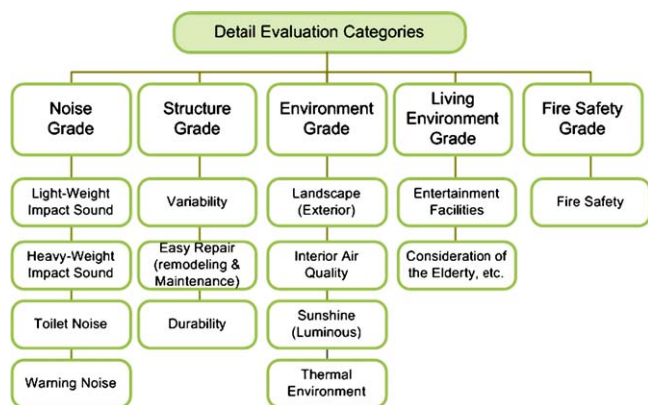 Detail Evaluation Categories
Noise
Grade
Structure
Grade
Environment
Grade
Living
Environment
Grade
Fire Safety
Grade
Light-Weight
Impact Sound
Variability
Landscape
(Exterior)
Entertainment
Facilities
Fire Safety
Heavy-Weight
Impact Sound
Easy Repair
(remodeling &
Maintenance)
Interior Air
Quality
Consideration of
the Elderty, etc.
Toilet Noise
Durability
Sunshine
(Luminous)
Warning Noise
Thermal
Environment